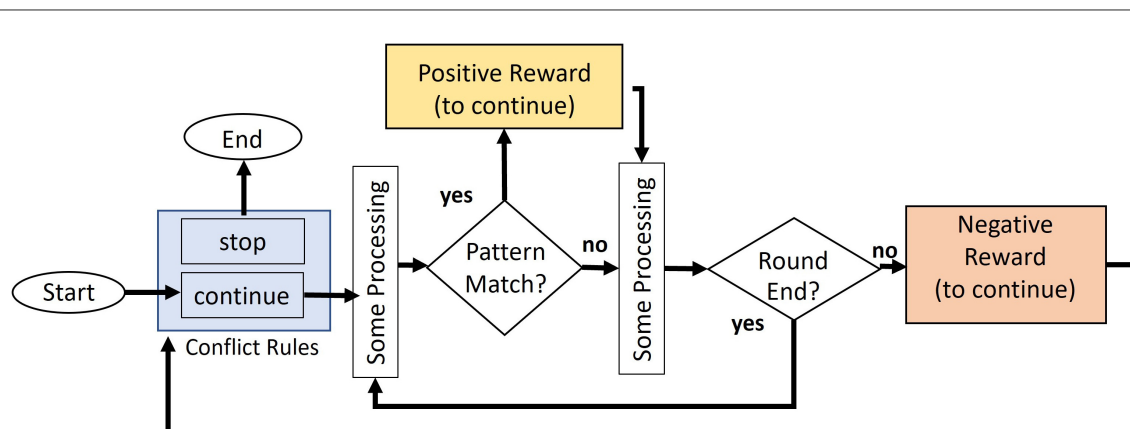 Positive Reward
(to continue)
End
yes
Some Processing
Some Processing
stop
Pattern
Match?
no
Round
End?
no
Negative
Reward
(to continue)
Start
continue
yes
Conflict Rules